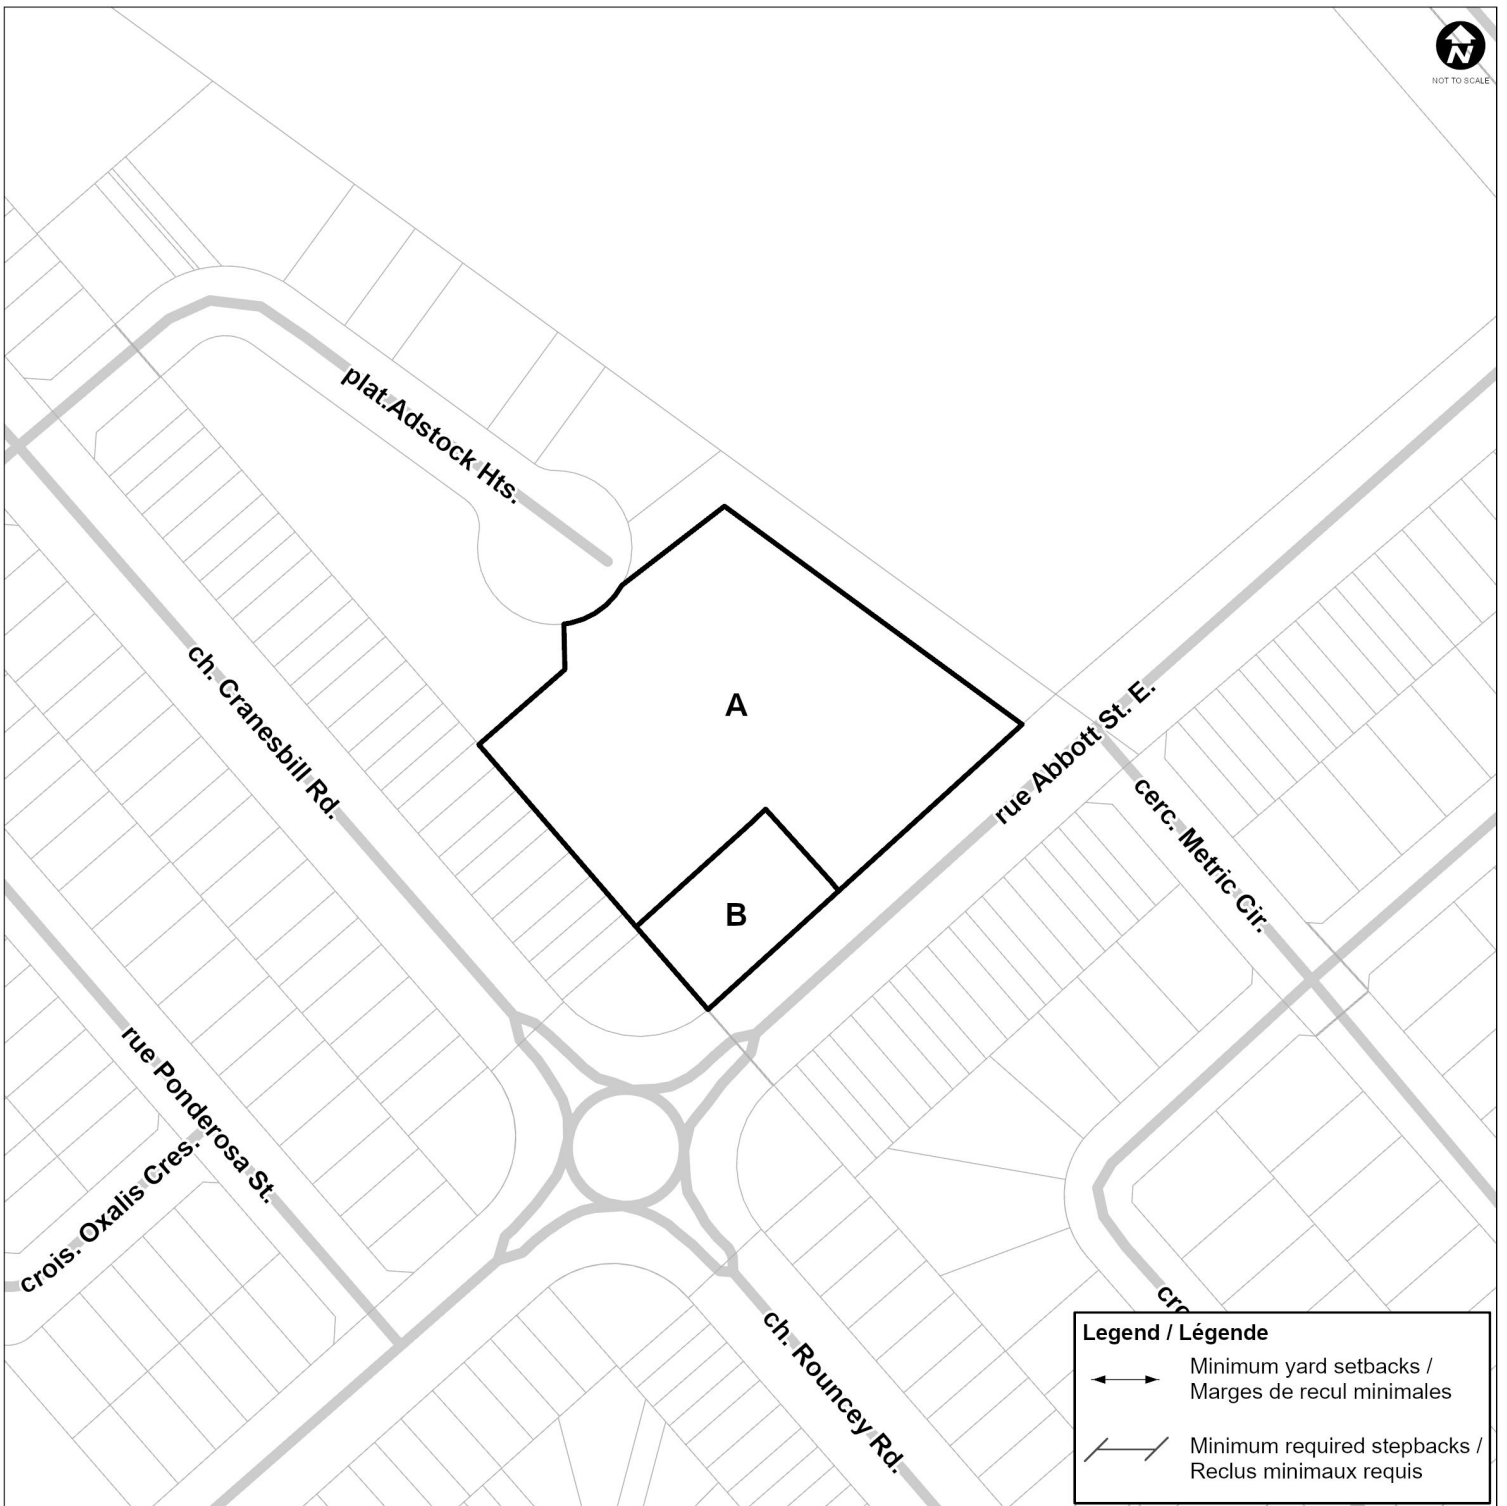 N
NOT TO SCALE
plat.Adstock Hts.
ch. Cranesbill Rd.
A
rue Abbott St. E.
cerc. Metric Cir.
B
rue Ponderosa St.
crois. Oxalis Cres.
cro
ch. Rouncey Rd.
Legend / Légende
Minimum yard setbacks /
Marges de recul minimales
Minimum required stepbacks /
Reclus minimaux requis